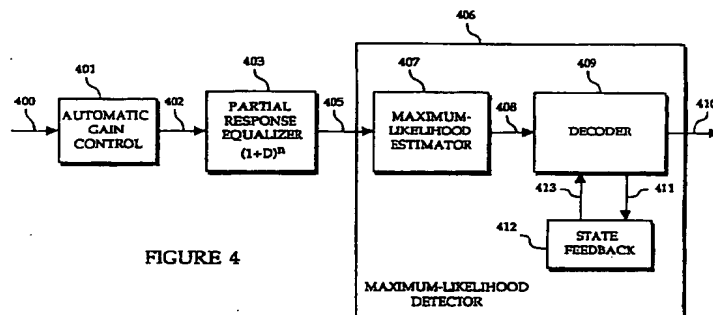 406
401
403
407
409
400
402
405
408
410
AUTOMATIC
GAIN
CONTROL
PARTIAL
RESPONSE
EQUALIZER
(1+D)ⁿ
MAXIMUM-
LIKELIHOOD
ESTIMATOR
DECODER
413
411
412
STATE
FEEDBACK
FIGURE 4
MAXIMUM-LIKELIHOOD
DETECTOR